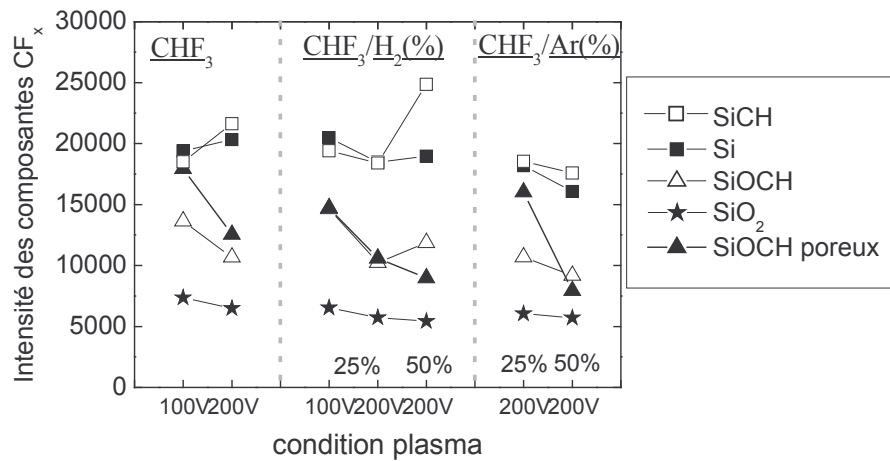 30000
25000
20000
15000
10000
5000
0
Intensité des composantes CFₓ
CHF₃
CHF₃/H₂(%)
CHF₃/Ar(%)
25%
50%
25%
50%
100V200V
100V200V200V
200V200V
condition plasma
SiCH
Si
SiOCH
SiO₂
SiOCH poreux